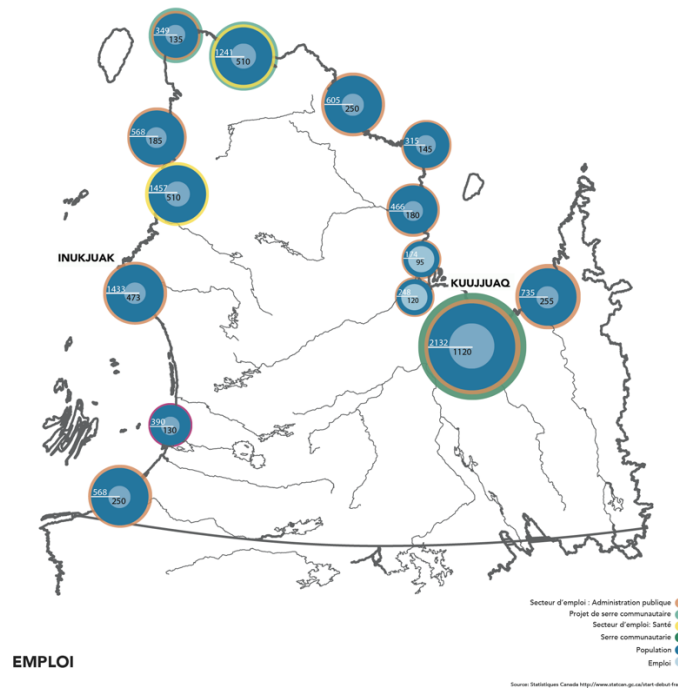 349
135
1241
510
605
250
568
185
315
145
1457
510
466
180
INUKJUAK
174
95
KUUJJUAQ
1433
473
248
120
735
255
2132
1120
390
130
568
250
Secteur d'emploi : Administration publique
Projet de serre communautaire
Secteur d'emploi: Santé
Serre communautarie
Population
Emploi
EMPLOI
Source: Statistiques Canada http://www.statcan.gc.ca/start-debut-fra